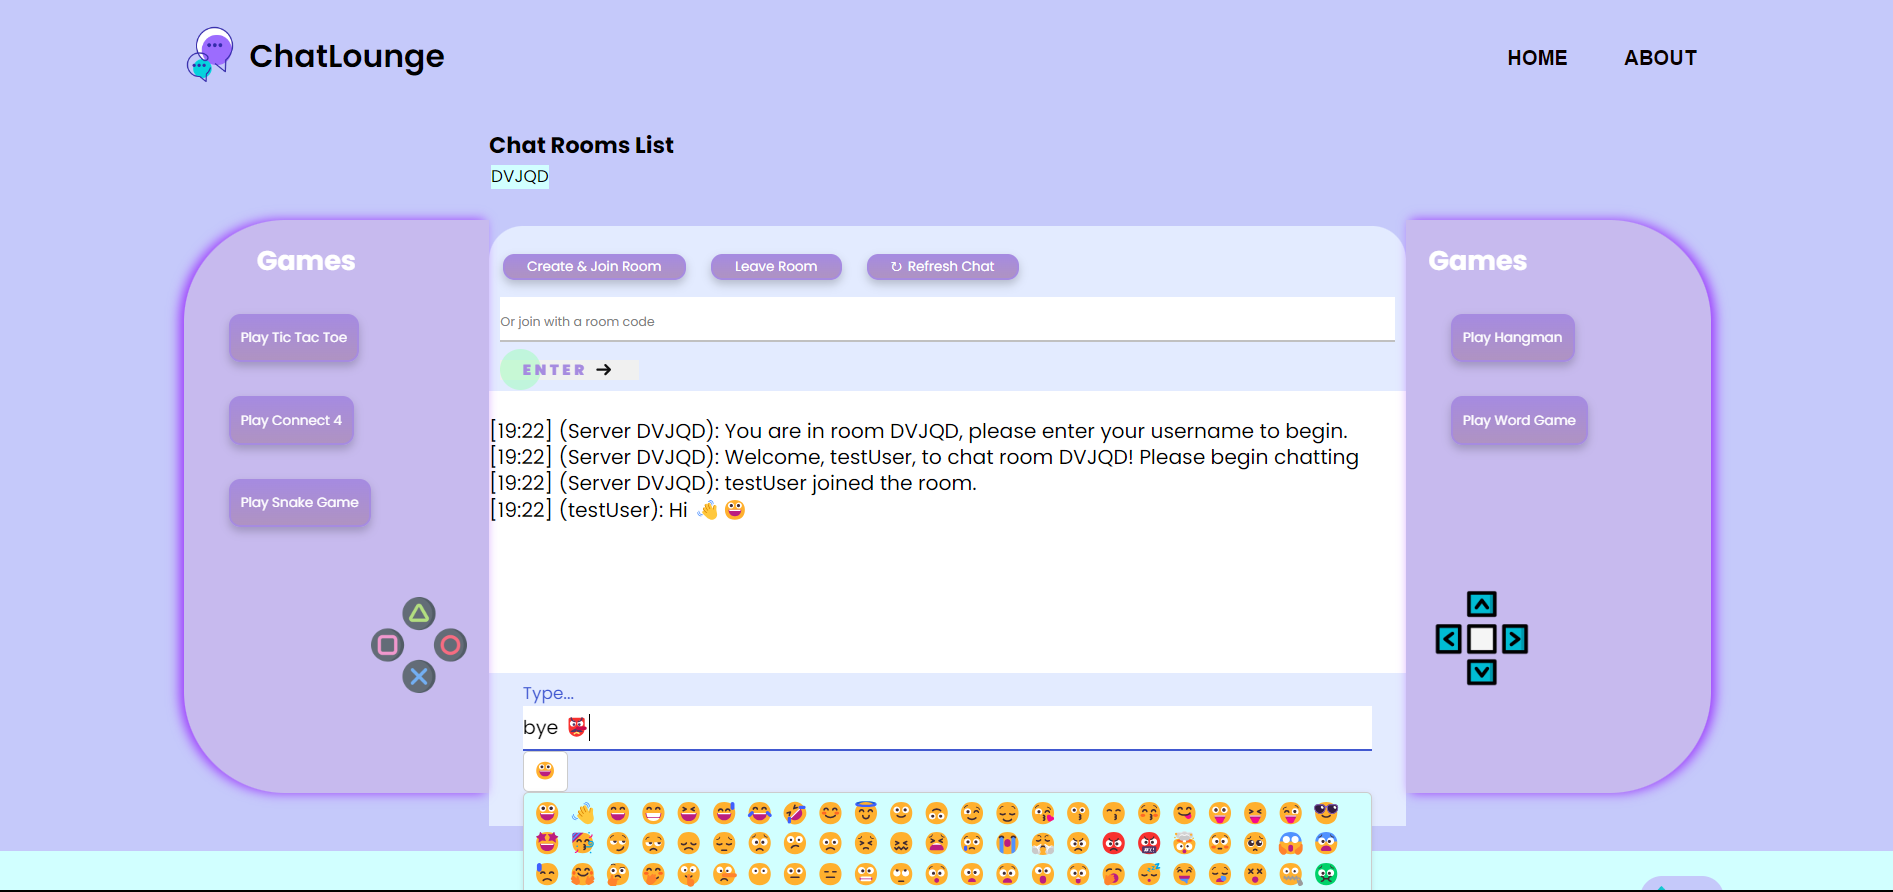 ChatLounge
HOME
ABOUT
Chat Rooms List
DVJQD
Games
Play Tic Tac Toe
Play Connect 4
Play Snake Game
Create & Join Room
Leave Room
↻ Refresh Chat
Or join with a room code
ENTER →
[19:22] (Server DVJQD): You are in room DVJQD, please enter your username to begin.
[19:22] (Server DVJQD): Welcome, testUser, to chat room DVJQD! Please begin chatting
[19:22] (Server DVJQD): testUser joined the room.
[19:22] (testUser): Hi 👋😀
Type...
bye 👹
Games
Play Hangman
Play Word Game